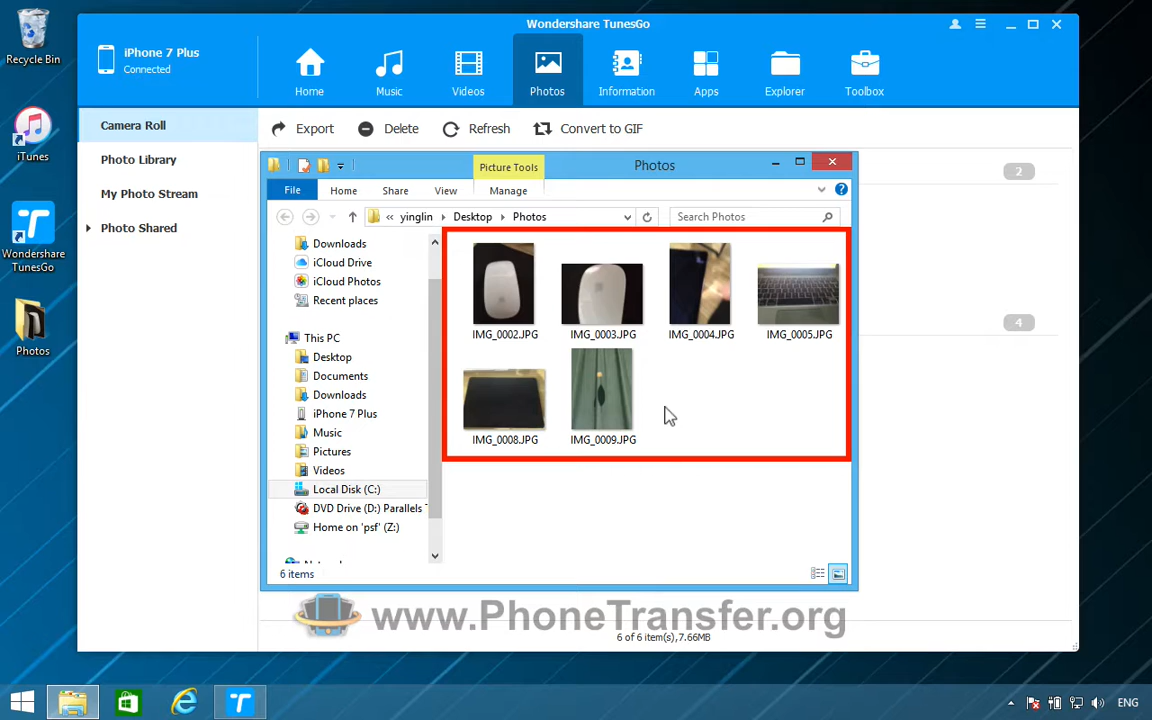 Recycle Bin
iTunes
Wondershare
TunesGo
Photos
Wondershare TunesGo
iPhone 7 Plus
Connected
Home
Music
Videos
Photos
Information
Apps
Explorer
Toolbox
Camera Roll
Photo Library
My Photo Stream
Photo Shared
Export
Delete
Refresh
Convert to GIF
2
4
Picture Tools
Photos
File
Home
Share
View
Manage
« yinglin Desktop Photos
Search Photos
Downloads
iCloud Drive
iCloud Photos
Recent places
This PC
Desktop
Documents
Downloads
iPhone 7 Plus
Music
Pictures
Videos
Local Disk (C:)
DVD Drive (D:) Parallels
Home on 'psf' (Z:)
IMG_0002.JPG
IMG_0003.JPG
IMG_0004.JPG
IMG_0005.JPG
IMG_0008.JPG
IMG_0009.JPG
6 items
www.PhoneTransfer.org
6 of 6 item(s),7.66MB
ENG